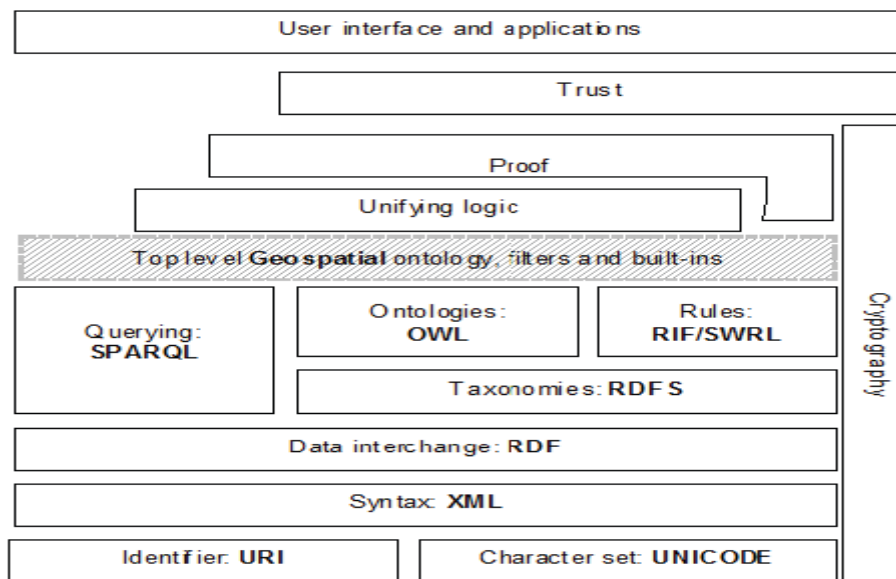 User interface and applications
Trust
Proof
Unifying logic
Top level Geospatial ontology, filters and built-ins
Querying:
SPARQL
Ontologies:
OWL
Rules:
RIF/SWRL
Taxonomies: RDFS
Cryptography
Data interchange: RDF
Syntax: XML
Identifier: URI
Character set: UNICODE